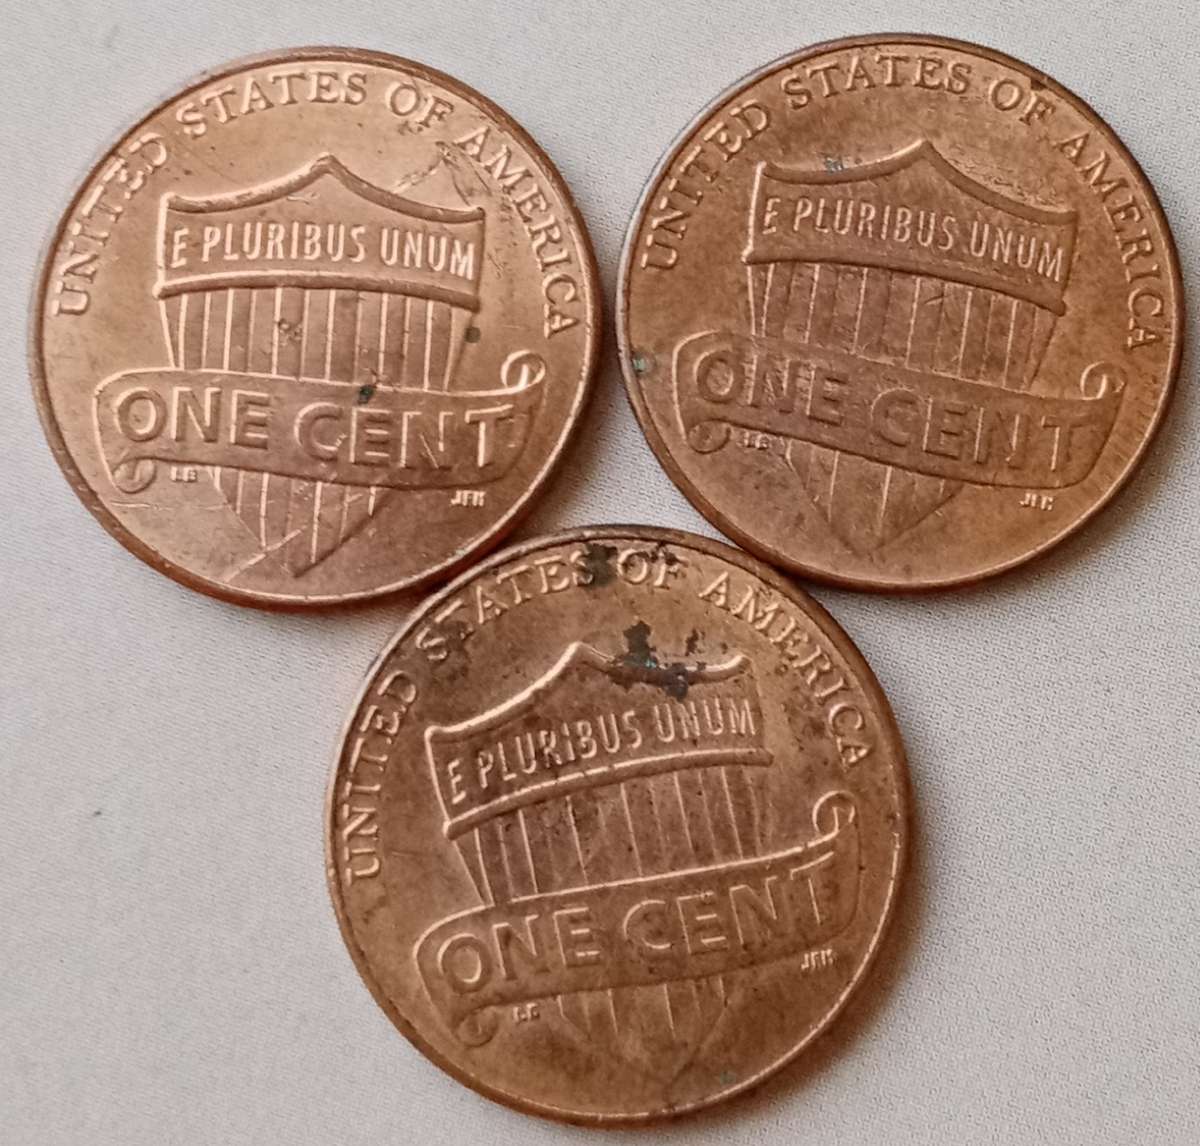 UNITED STATES OF AMERICA
E PLURIBUS UNUM
ONE CENT
LB
JFM
UNITED STATES OF AMERICA
E PLURIBUS UNUM
ONE CENT
LB
JFM
UNITED STATES OF AMERICA
E PLURIBUS UNUM
ONE CENT
LB
JFM